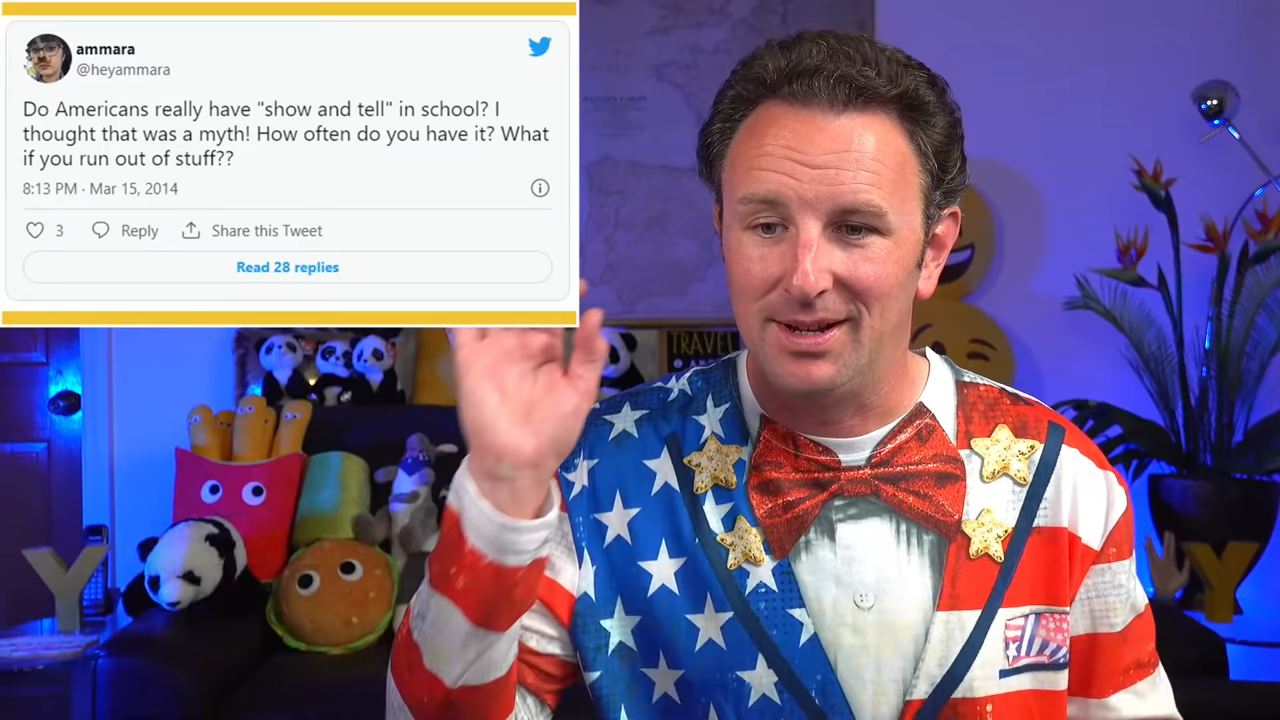 ammara
@heyammara
Do Americans really have "show and tell" in school? I
thought that was a myth! How often do you have it? What
if you run out of stuff??
8:13 PM · Mar 15, 2014
3 Reply Share this Tweet
Read 28 replies
TRAVEL
Y
Y